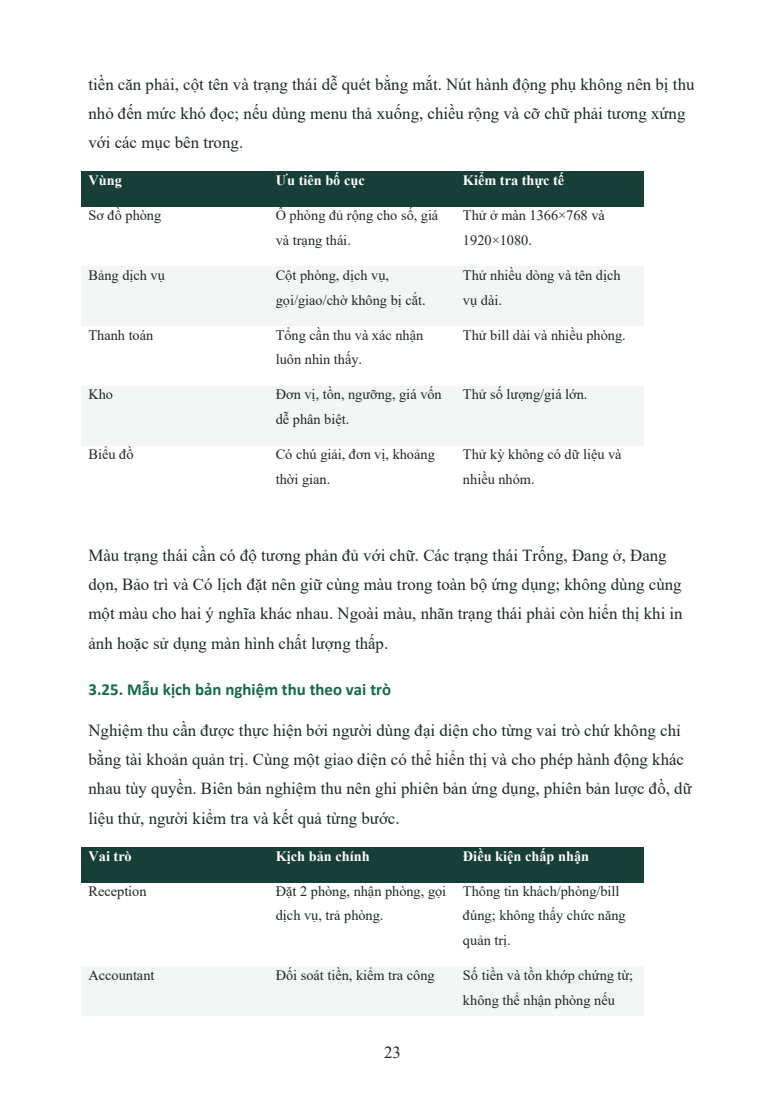 tiền căn phải, cột tên và trạng thái dễ quét bằng mắt. Nút hành động phụ không nên bị thu
nhỏ đến mức khó đọc; nếu dùng menu thả xuống, chiều rộng và cỡ chữ phải tương xứng
với các mục bên trong.
Vùng Ưu tiên bố cục Kiểm tra thực tế
Sơ đồ phòng Ô phòng đủ rộng cho số, giá Thử ở màn 1366×768 và
và trạng thái. 1920×1080.
Bảng dịch vụ Cột phòng, dịch vụ, Thử nhiều dòng và tên dịch
gọi/giao/chờ không bị cắt. vụ dài.
Thanh toán Tổng cần thu và xác nhận Thử bill dài và nhiều phòng.
luôn nhìn thấy.
Kho Đơn vị, tồn, ngưỡng, giá vốn Thử số lượng/giá lớn.
dễ phân biệt.
Biểu đồ Có chú giải, đơn vị, khoảng Thử kỳ không có dữ liệu và
thời gian. nhiều nhóm.
Màu trạng thái cần có độ tương phản đủ với chữ. Các trạng thái Trống, Đang ở, Đang
dọn, Bảo trì và Có lịch đặt nên giữ cùng màu trong toàn bộ ứng dụng; không dùng cùng
một màu cho hai ý nghĩa khác nhau. Ngoài màu, nhãn trạng thái phải còn hiển thị khi in
ảnh hoặc sử dụng màn hình chất lượng thấp.
3.25. Mẫu kịch bản nghiệm thu theo vai trò
Nghiệm thu cần được thực hiện bởi người dùng đại diện cho từng vai trò chứ không chỉ
bằng tài khoản quản trị. Cùng một giao diện có thể hiển thị và cho phép hành động khác
nhau tùy quyền. Biên bản nghiệm thu nên ghi phiên bản ứng dụng, phiên bản lược đồ, dữ
liệu thử, người kiểm tra và kết quả từng bước.
Vai trò Kịch bản chính Điều kiện chấp nhận
Reception Đặt 2 phòng, nhận phòng, gọi Thông tin khách/phòng/bill
dịch vụ, trả phòng. đúng; không thấy chức năng
quản trị.
Accountant Đối soát tiền, kiểm tra công Số tiền và tồn khớp chứng từ;
không thể nhận phòng nếu
23